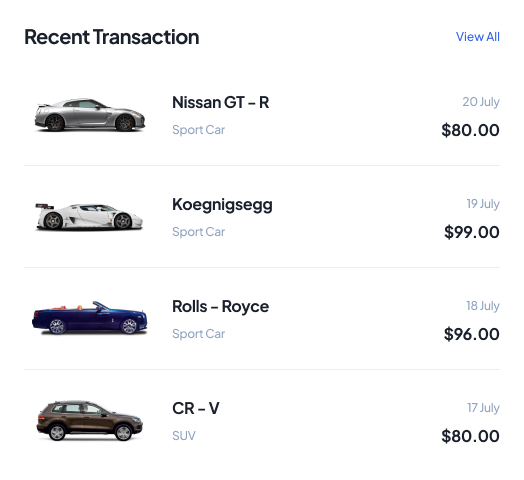 Recent Transaction View All
Nissan GT - R 20 July
Sport Car $80.00
Koegnigsegg 19 July
Sport Car $99.00
Rolls - Royce 18 July
Sport Car $96.00
CR - V 17 July
SUV $80.00